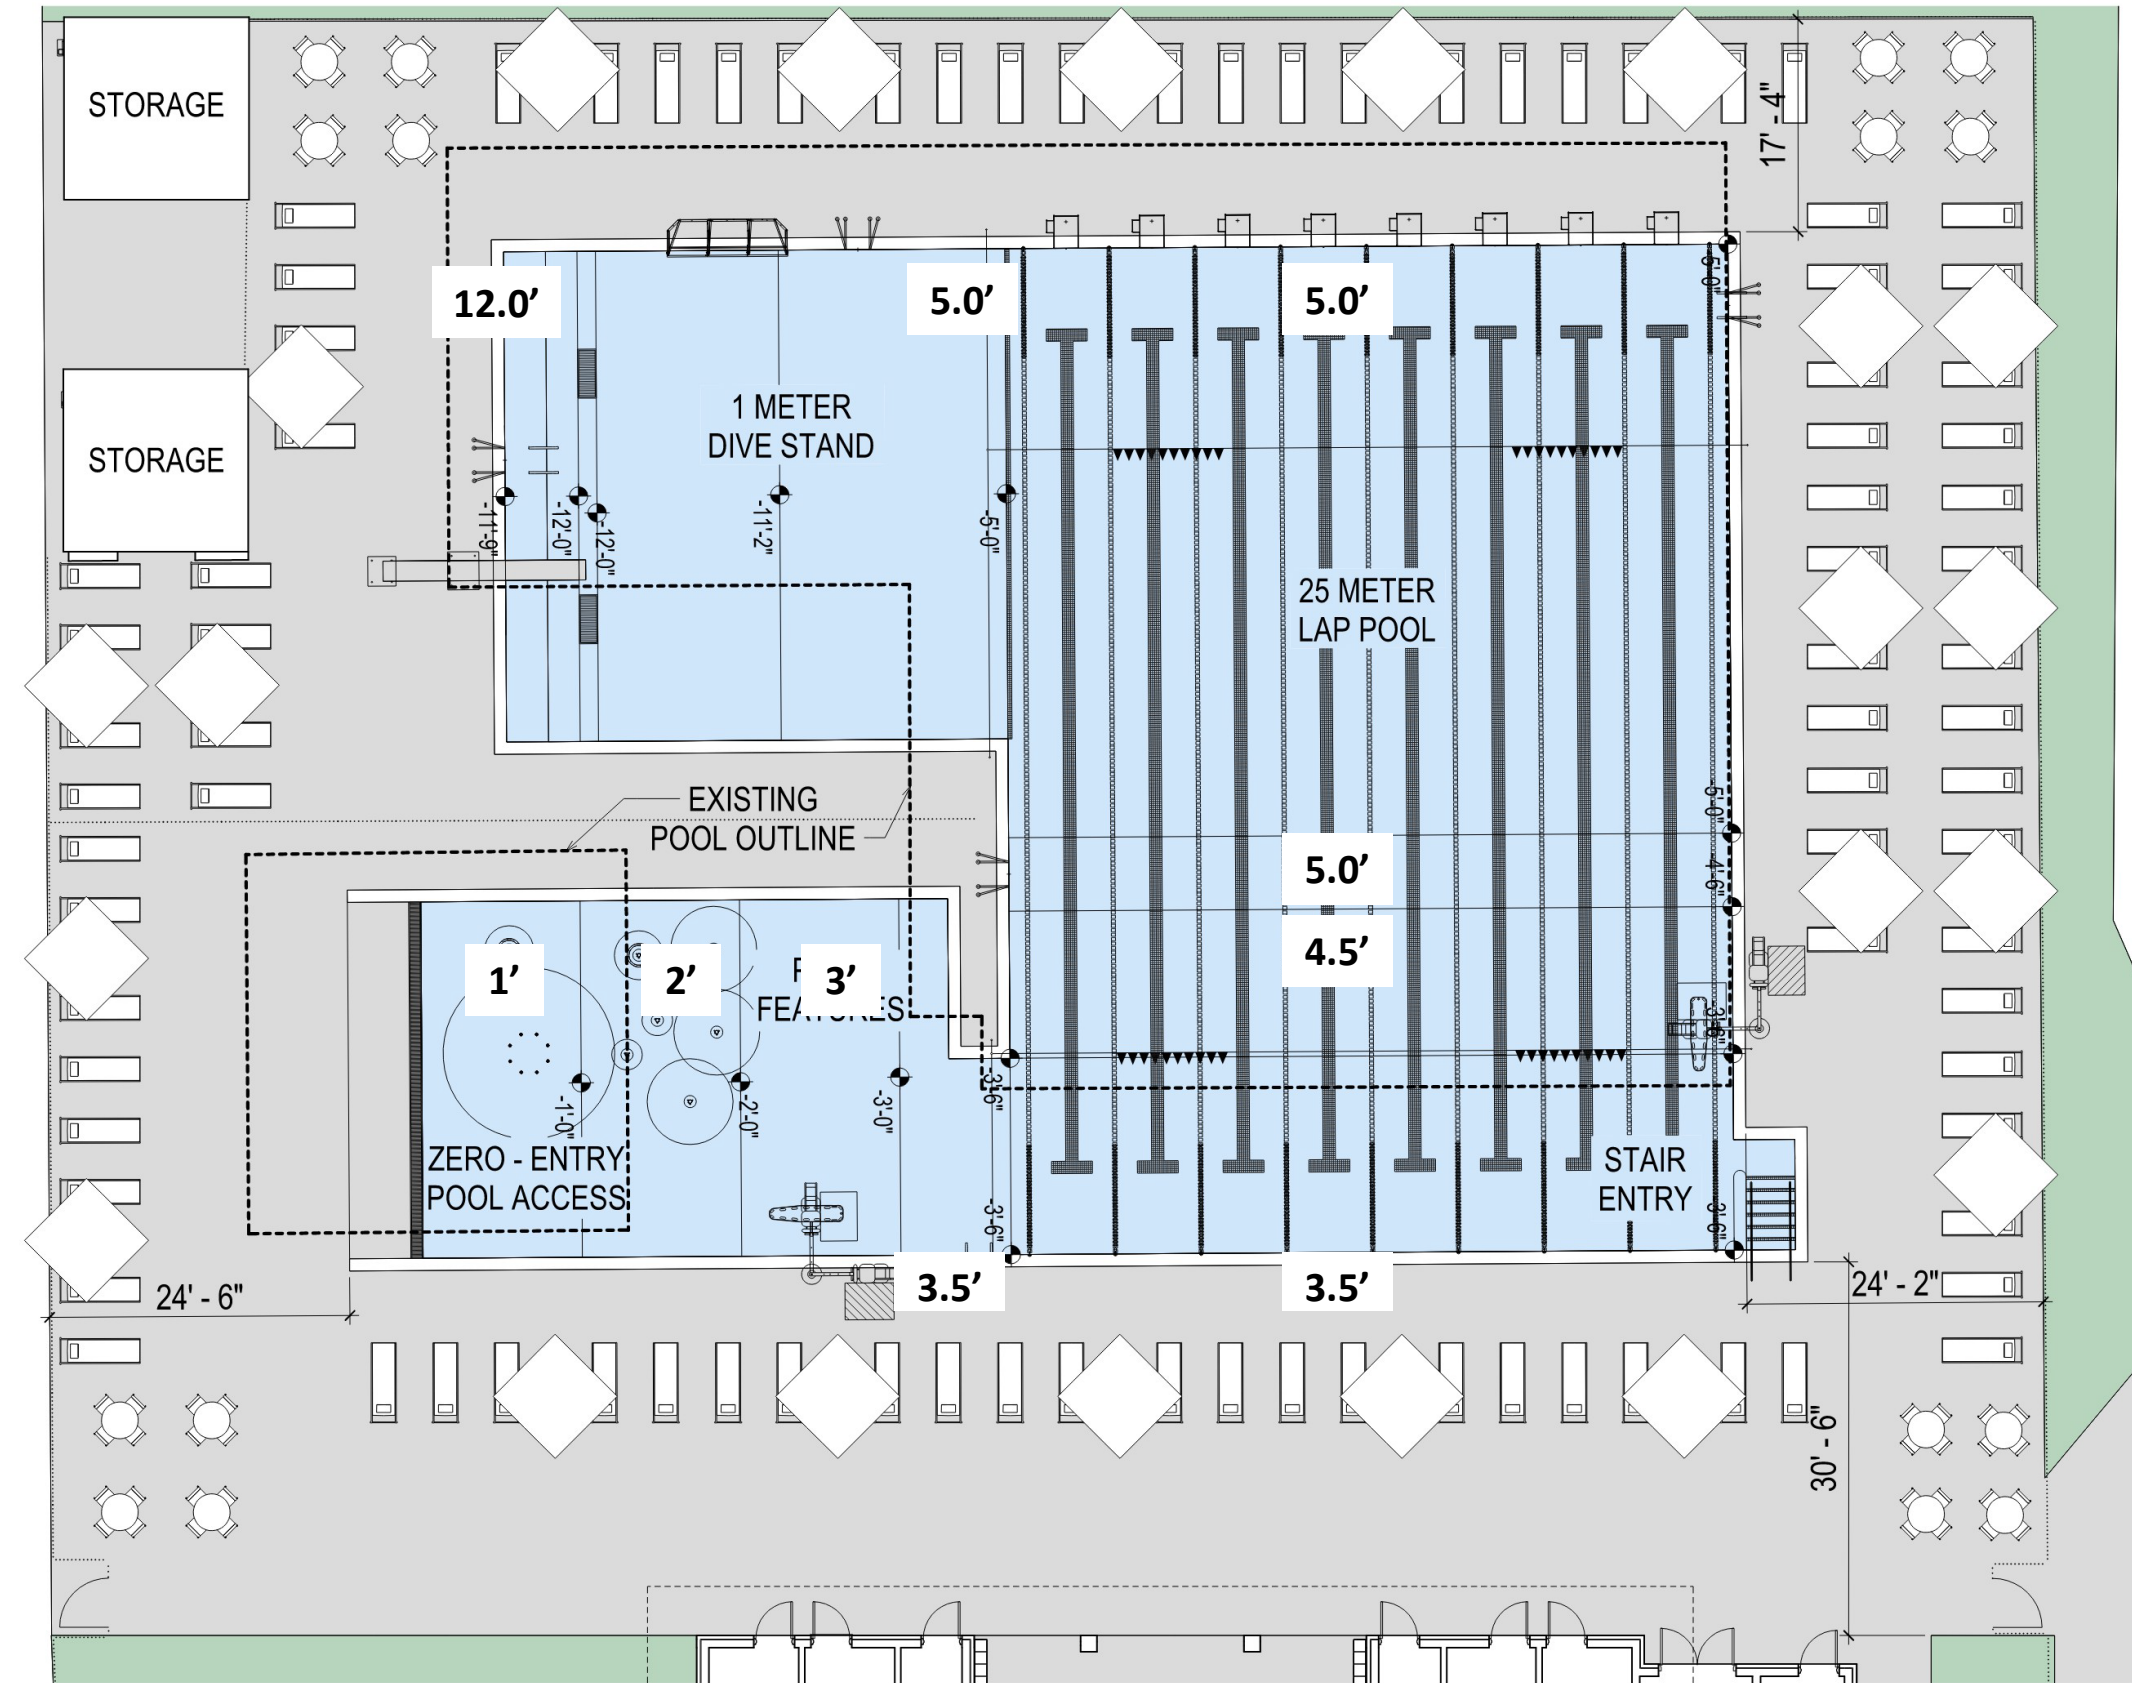 STORAGE
17' - 4"
12.0’
5.0’
5.0’
-5'-0"
1 METER
DIVE STAND
STORAGE
-11'-9"
-12'-0"
-12'-0"
-11'-2"
-5'-0"
25 METER
LAP POOL
EXISTING
POOL OUTLINE
-5'-0"
5.0’
-4'-6"
4.5’
1’
2’
3’
-3'-6"
-1'-0"
-2'-0"
-3'-0"
-3'-6"
ZERO - ENTRY
POOL ACCESS
STAIR
ENTRY
-3'-6"
-3'-6"
24' - 6"
3.5’
3.5’
24' - 2"
30' - 6"